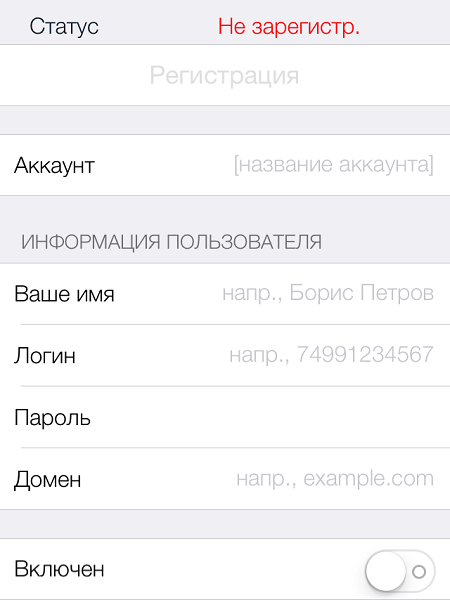 Статус Не зарегистр.
Регистрация
Аккаунт [название аккаунта]
ИНФОРМАЦИЯ ПОЛЬЗОВАТЕЛЯ
Ваше имя напр., Борис Петров
Логин напр., 74991234567
Пароль
Домен напр., example.com
Включен